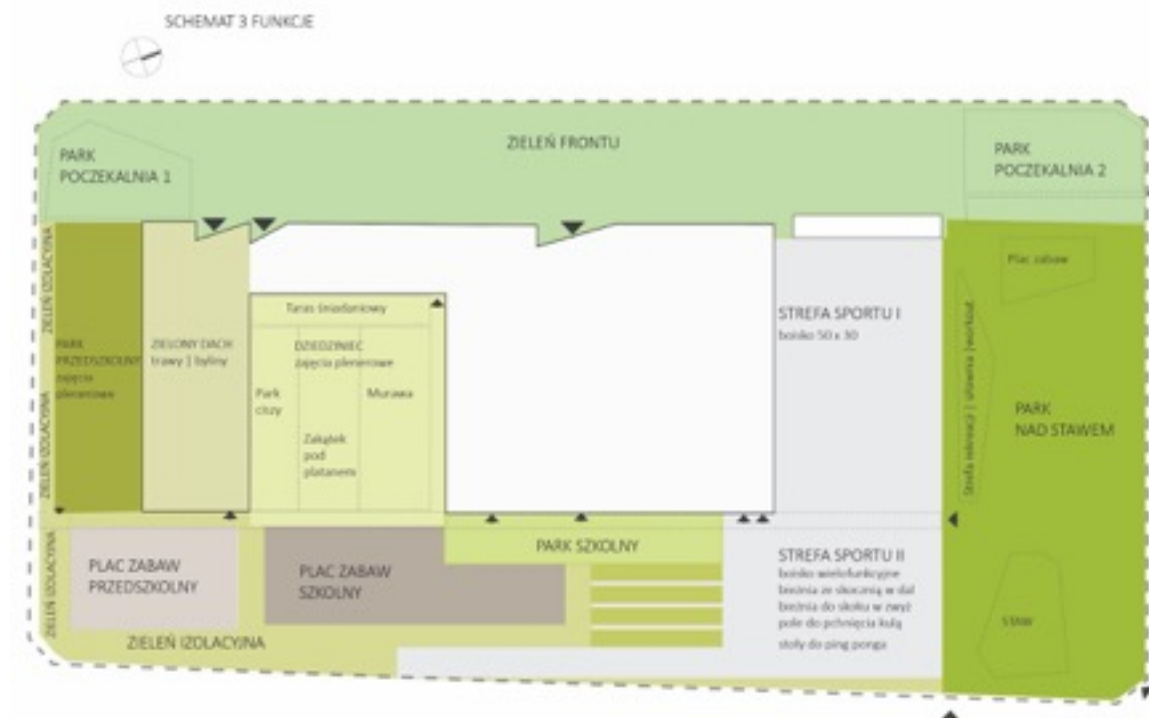 SCHEMAT 3 FUNKCJE
ZIELEŃ FRONTU
PARK
POCZEKALNIA 1
PARK
POCZEKALNIA 2
ZIELEŃ IZOLACYJNA
ZIELEŃ IZOLACYJNA
ZIELEŃ IZOLACYJNA
PARK
PRZEDSZKOLNY
zajęcia
plenerowe
ZIELONY DACH
trawy | byliny
Taras śniadaniowy
DZIEDZINIEC
zajęcia plenerowe
Park
ciszy
Murawa
Zakątek
pod
platanem
STREFA SPORTU I
boisko 50 x 30
Plac zabaw
Strefa rekreacji | siłownia |workout
PARK
NAD STAWEM
STAW
PARK SZKOLNY
PLAC ZABAW
PRZEDSZKOLNY
PLAC ZABAW
SZKOLNY
ZIELEŃ IZOLACYJNA
STREFA SPORTU II
boisko wielofunkcyjne
bieżnia ze skocznią w dal
bieżnia do skoku w zwyż
pole do pchnięcia kulą
stoły do ping ponga